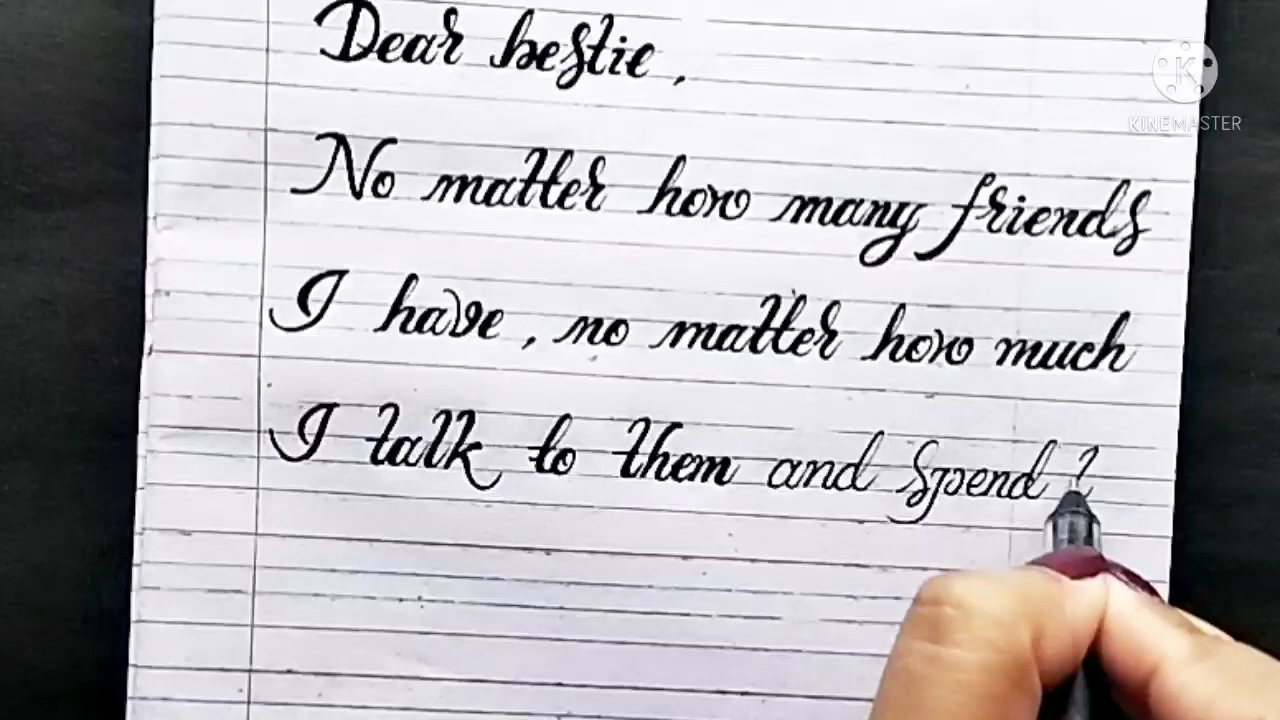 Dear bestie,
No matter how many friends
I have, no matter how much
I talk to them and spend
K
KINEMASTER